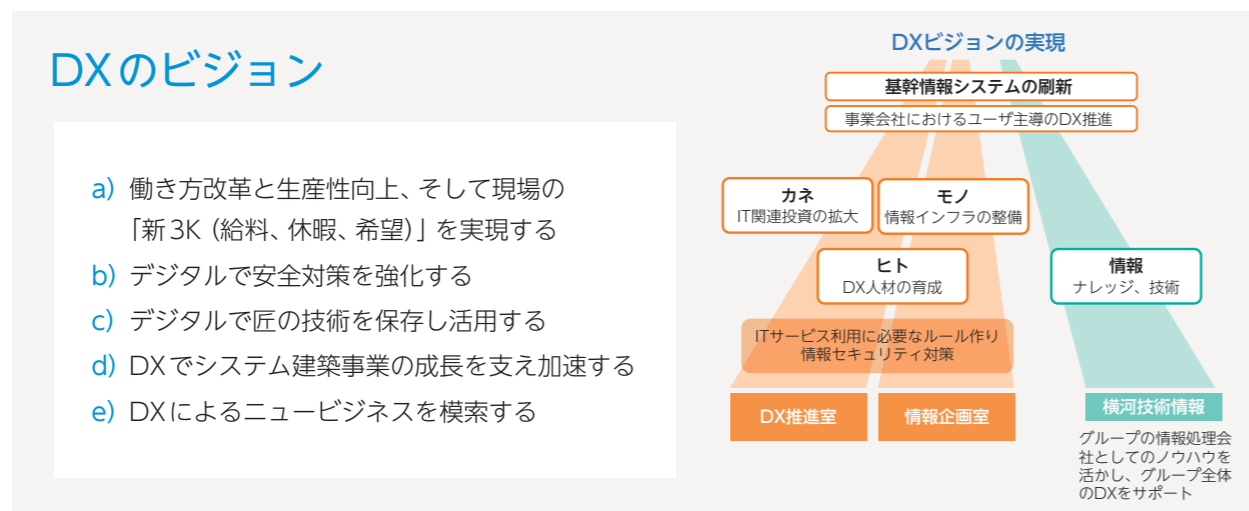 DXのビジョン
a) 働き方改革と生産性向上、そして現場の
「新3K（給料、休暇、希望）」を実現する
b) デジタルで安全対策を強化する
c) デジタルで匠の技術を保存し活用する
d) DXでシステム建築事業の成長を支え加速する
e) DXによるニュービジネスを模索する
DXビジョンの実現
基幹情報システムの刷新
事業会社におけるユーザ主導のDX推進
カネ
IT関連投資の拡大
モノ
情報インフラの整備
ヒト
DX人材の育成
情報
ナレッジ、技術
ITサービス利用に必要なルール作り
情報セキュリティ対策
DX推進室
情報企画室
横河技術情報
グループの情報処理会
社としてのノウハウを
活かし、グループ全体
のDXをサポート